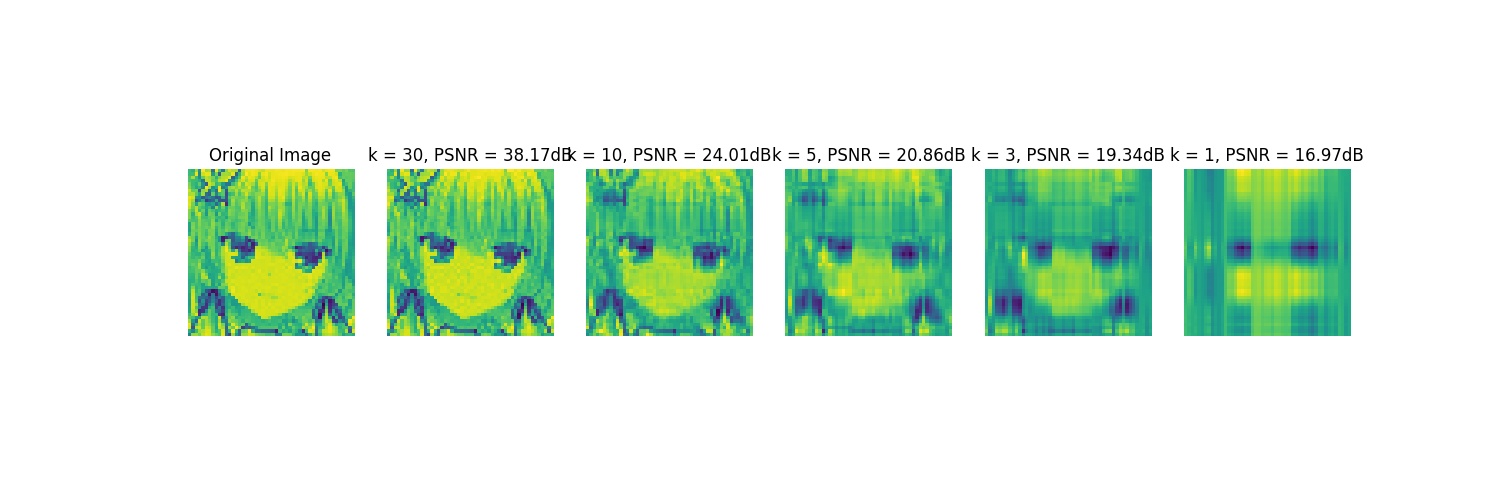 Original Image
k = 30, PSNR = 38.17dB
k = 10, PSNR = 24.01dB
k = 5, PSNR = 20.86dB
k = 3, PSNR = 19.34dB
k = 1, PSNR = 16.97dB